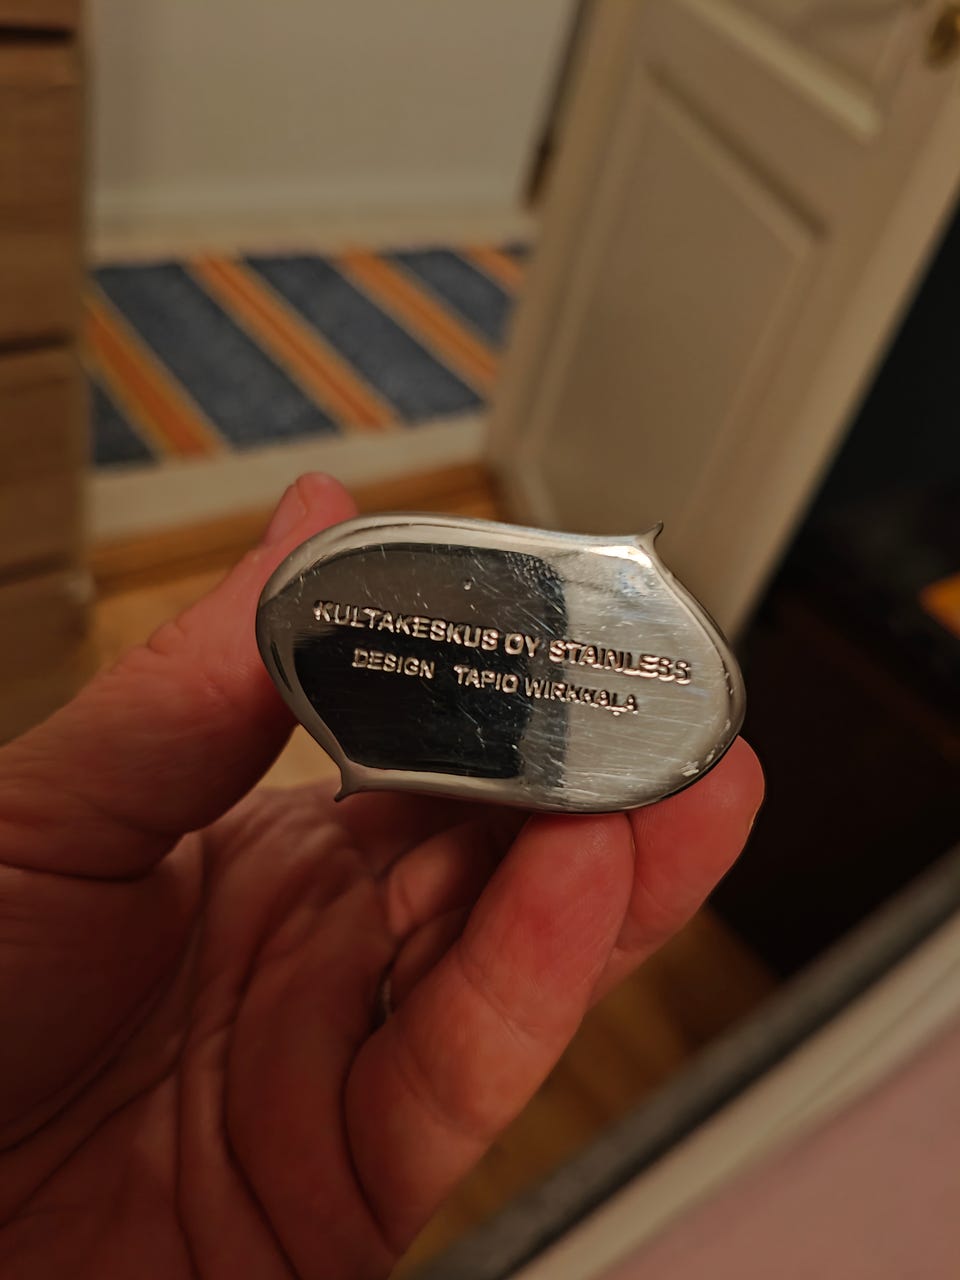 KULTAKESKUS OY STAINLESS
DESIGN TAPIO WIRKKALA